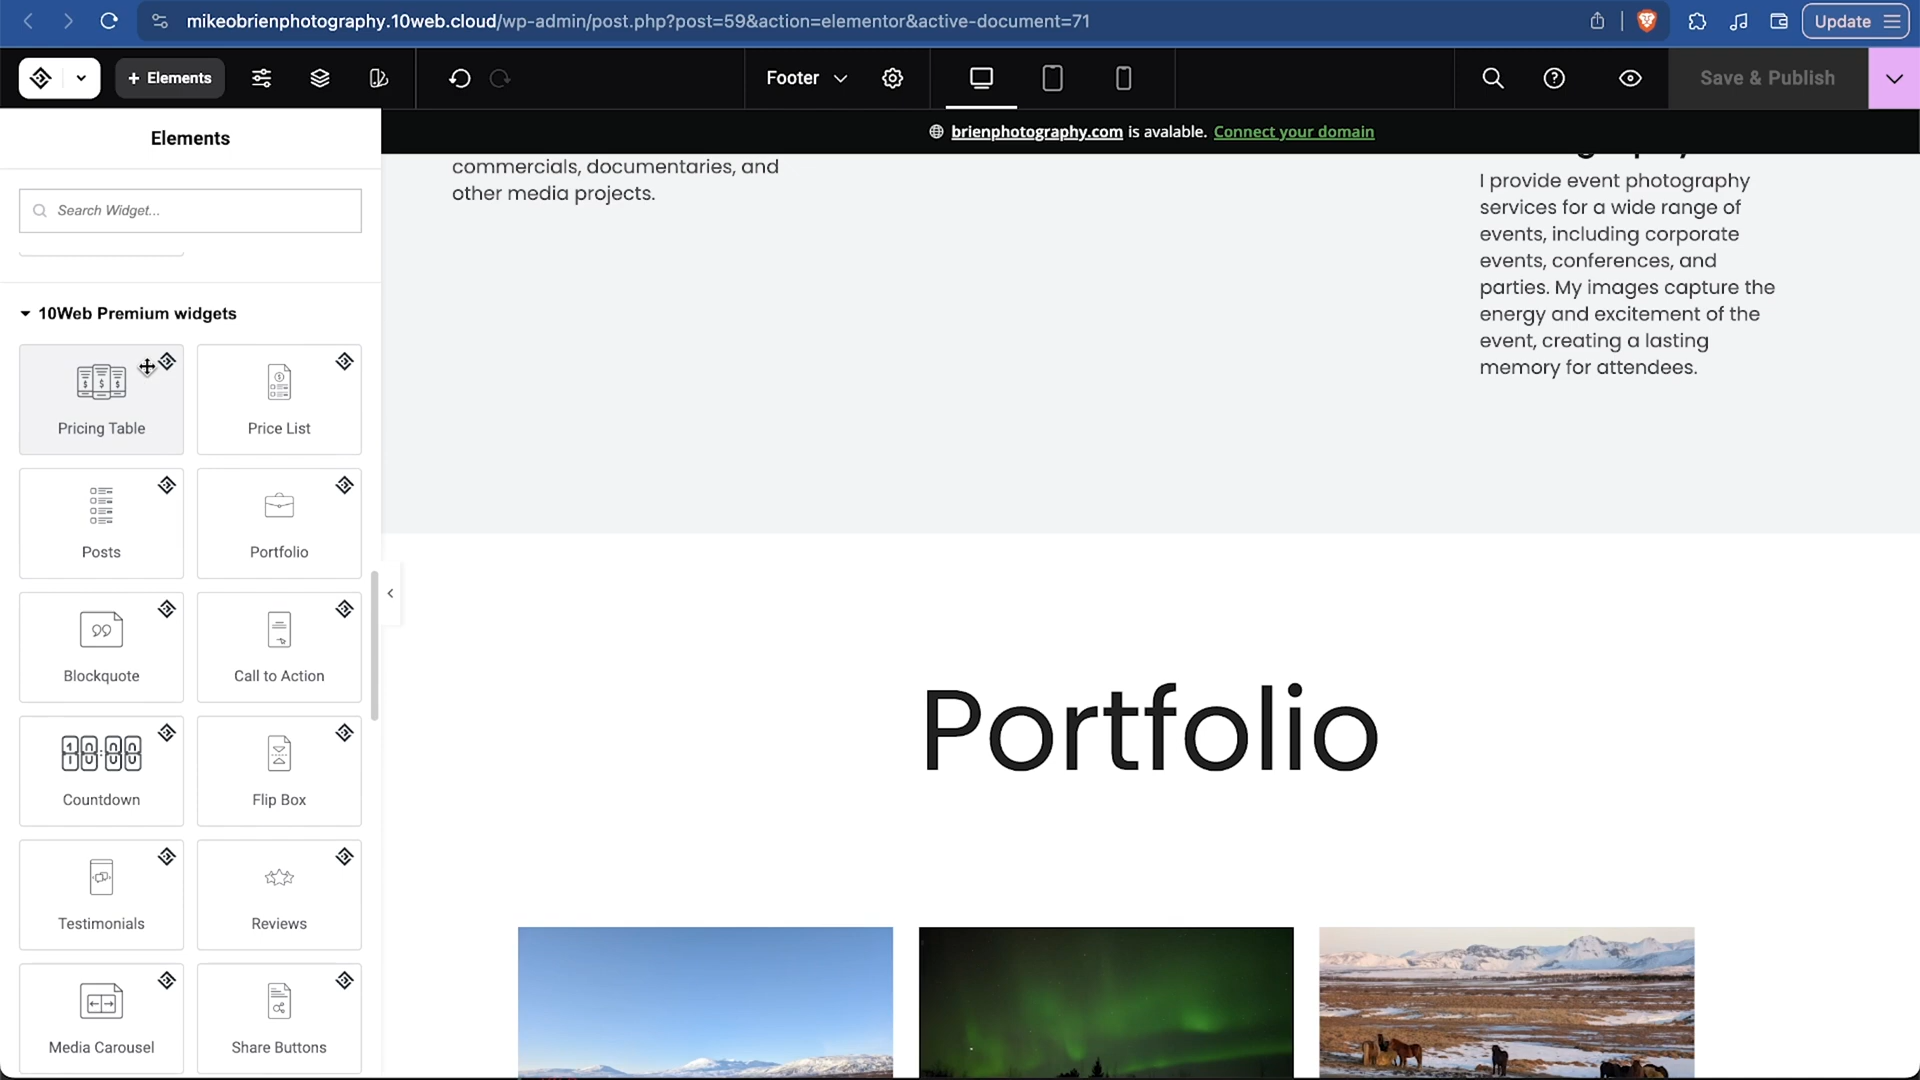 mikeobrienphotography.10web.cloud/wp-admin/post.php?post=59&action=elementor&active-document=71
Update
+ Elements
Footer
Save & Publish
Elements
brienphotography.com is avalable. Connect your domain
Search Widget...
10Web Premium widgets
Pricing Table
Price List
Posts
Portfolio
Blockquote
Call to Action
Countdown
Flip Box
Testimonials
Reviews
Media Carousel
Share Buttons
commercials, documentaries, and
other media projects.
I provide event photography
services for a wide range of
events, including corporate
events, conferences, and
parties. My images capture the
energy and excitement of the
event, creating a lasting
memory for attendees.
Portfolio